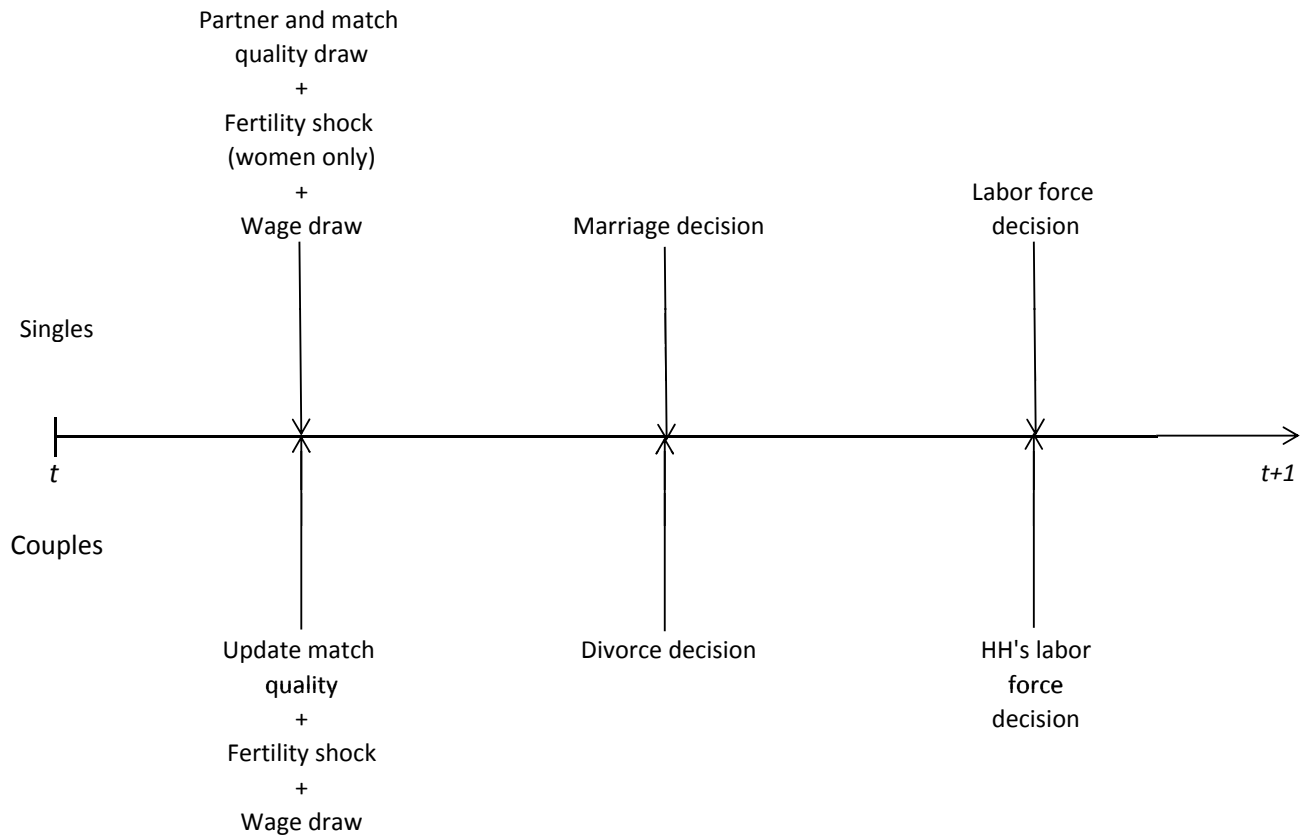 Partner and match
quality draw
+
Fertility shock
(women only)
+
Wage draw
Marriage decision
Labor force
decision
Singles
t
t+1
Couples
Update match
quality
+
Fertility shock
+
Wage draw
Divorce decision
HH's labor
force
decision